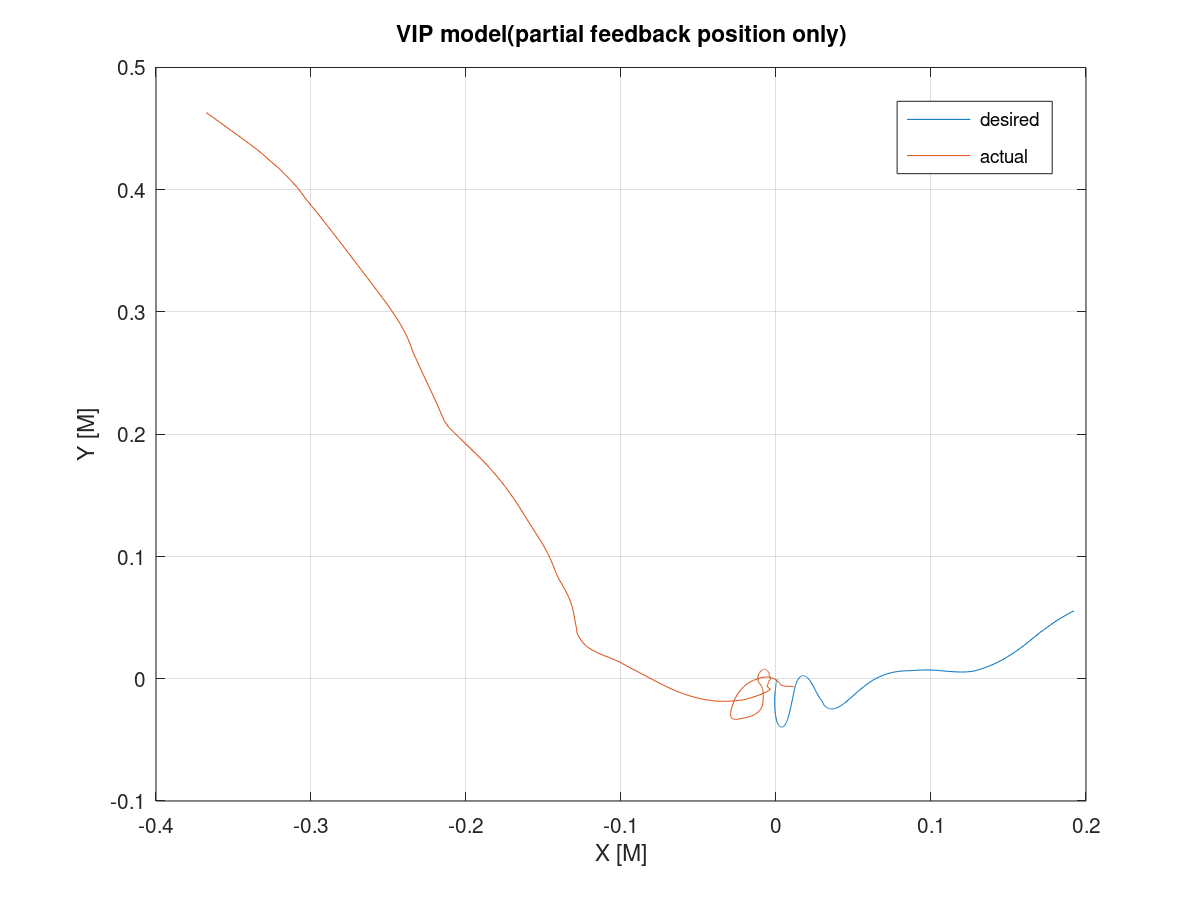 VIP model(partial feedback position only)
0.5
0.4
0.3
0.2
0.1
0
-0.1
Y [M]
desired
actual
-0.4
-0.3
-0.2
-0.1
0
0.1
0.2
X [M]